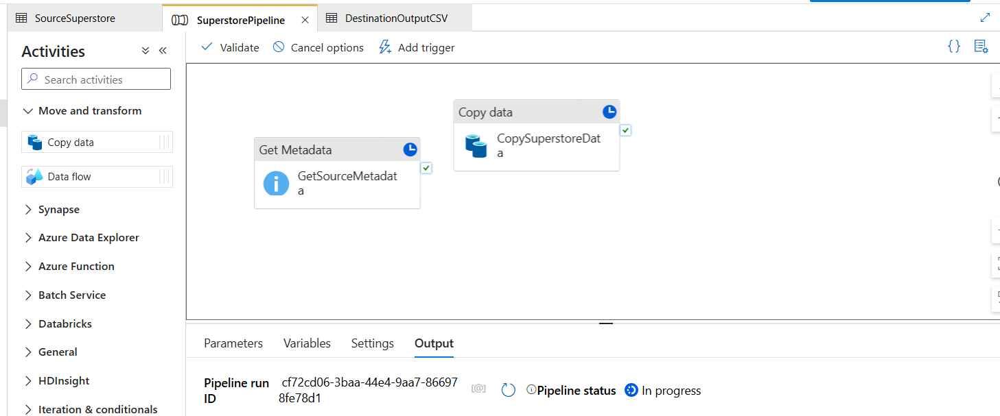 SourceSuperstore
SuperstorePipeline
DestinationOutputCSV
Activities
Search activities
Move and transform
Copy data
Data flow
Synapse
Azure Data Explorer
Azure Function
Batch Service
Databricks
General
HDInsight
Iteration & conditionals
Validate
Cancel options
Add trigger
{}
Get Metadata
GetSourceMetadat
a
Copy data
CopySuperstoreDat
a
Parameters
Variables
Settings
Output
Pipeline run
ID
cf72cd06-3baa-44e4-9aa7-86697
8fe78d1
[@]
Pipeline status
In progress